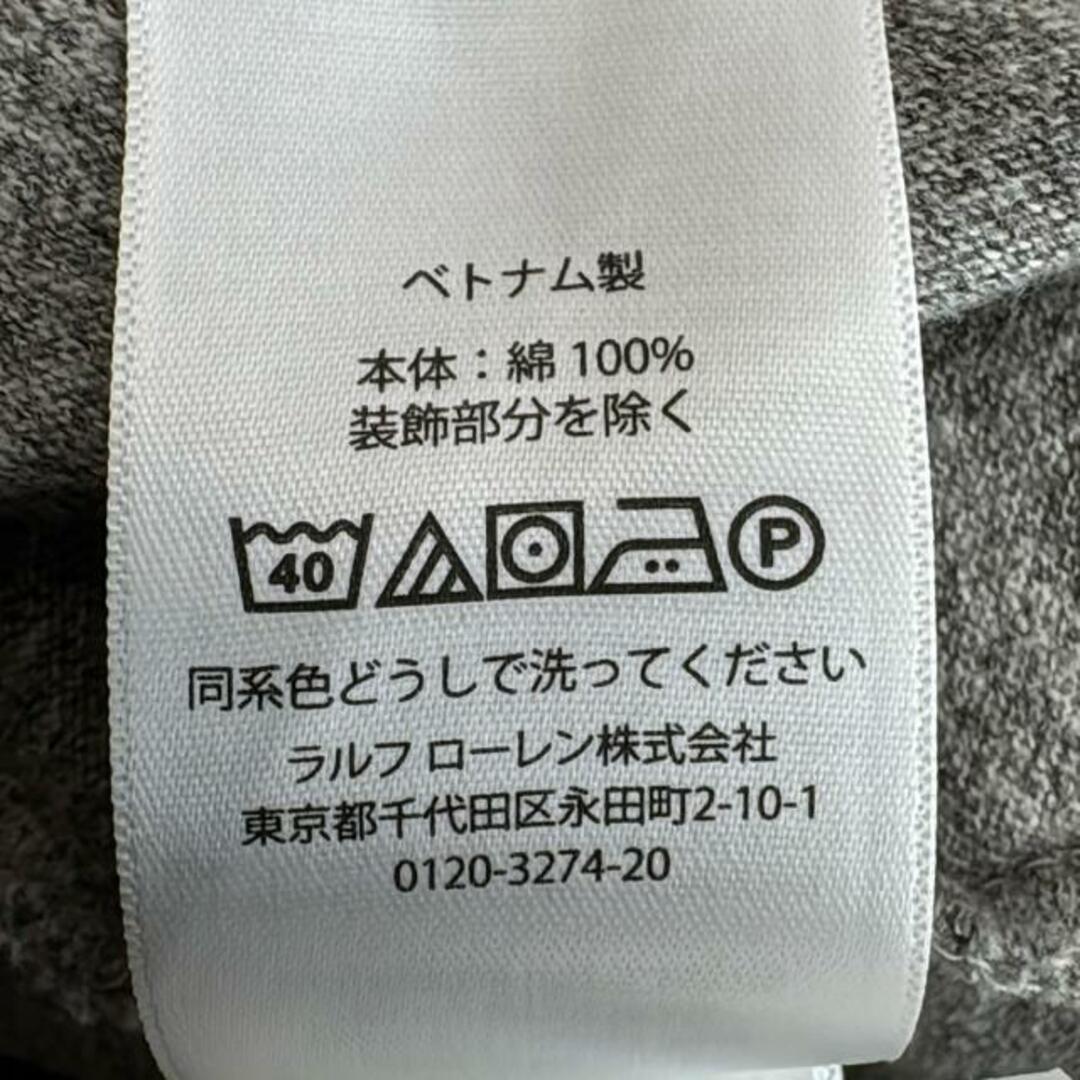 ベトナム製
本体：綿 100%
装飾部分を除く
40 P
同系色どうしで洗ってください
ラルフ ローレン株式会社
東京都千代田区永田町2-10-1
0120-3274-20